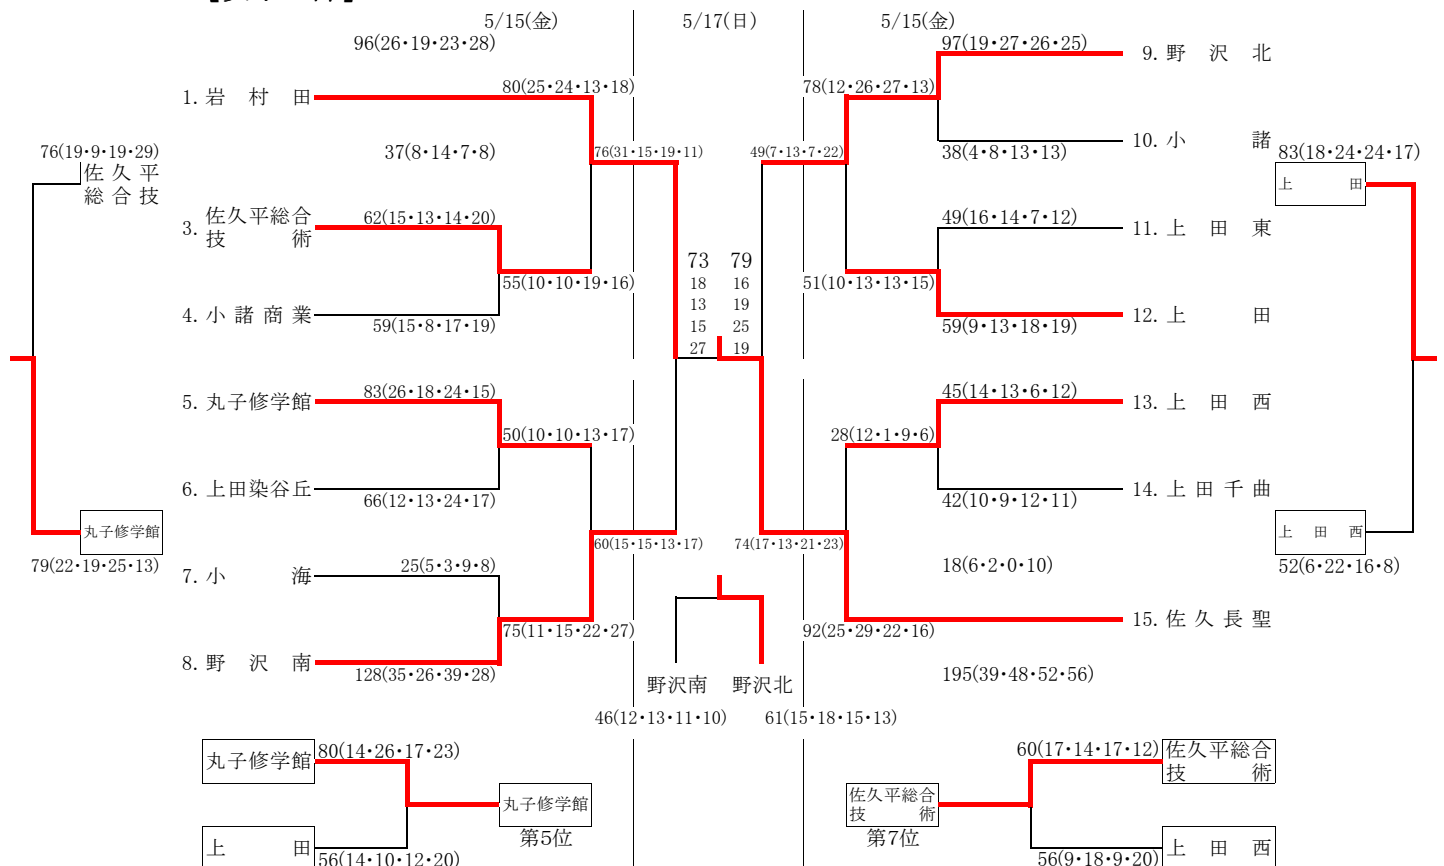 5/15(金)
5/17(日)
5/15(金)
96(26・19・23・28)
97(19・27・26・25)
9. 野沢北
80(25・24・13・18)
78(12・26・27・13)
1. 岩村田
10. 小諸
76(19・9・19・29)
37(8・14・7・8)
76(31・15・19・11)
49(7・13・7・22)
38(4・8・13・13)
83(18・24・24・17)
佐久平
総合技
上田
3. 佐久平総合
技術
62(15・13・14・20)
49(16・14・7・12)
11. 上田東
73 79
18 16
13 19
15 25
27 19
55(10・10・19・16)
51(10・13・13・15)
4. 小諸商業
59(15・8・17・19)
59(9・13・18・19)
12. 上田
5. 丸子修学館
83(26・18・24・15)
45(14・13・6・12)
13. 上田西
50(10・10・13・17)
28(12・1・9・6)
6. 上田染谷丘
66(12・13・24・17)
42(10・9・12・11)
14. 上田千曲
丸子修学館
上田西
60(15・15・13・17)
74(17・13・21・23)
79(22・19・25・13)
52(6・22・16・8)
7. 小海
25(5・3・9・8)
18(6・2・0・10)
75(11・15・22・27)
92(25・29・22・16)
15. 佐久長聖
8. 野沢南
128(35・26・39・28)
195(39・48・52・56)
野沢南
野沢北
46(12・13・11・10)
61(15・18・15・13)
丸子修学館
80(14・26・17・23)
60(17・14・17・12)
佐久平総合
技術
丸子修学館
第5位
佐久平総合
技術
第7位
上田
56(14・10・12・20)
56(9・18・9・20)
上田西